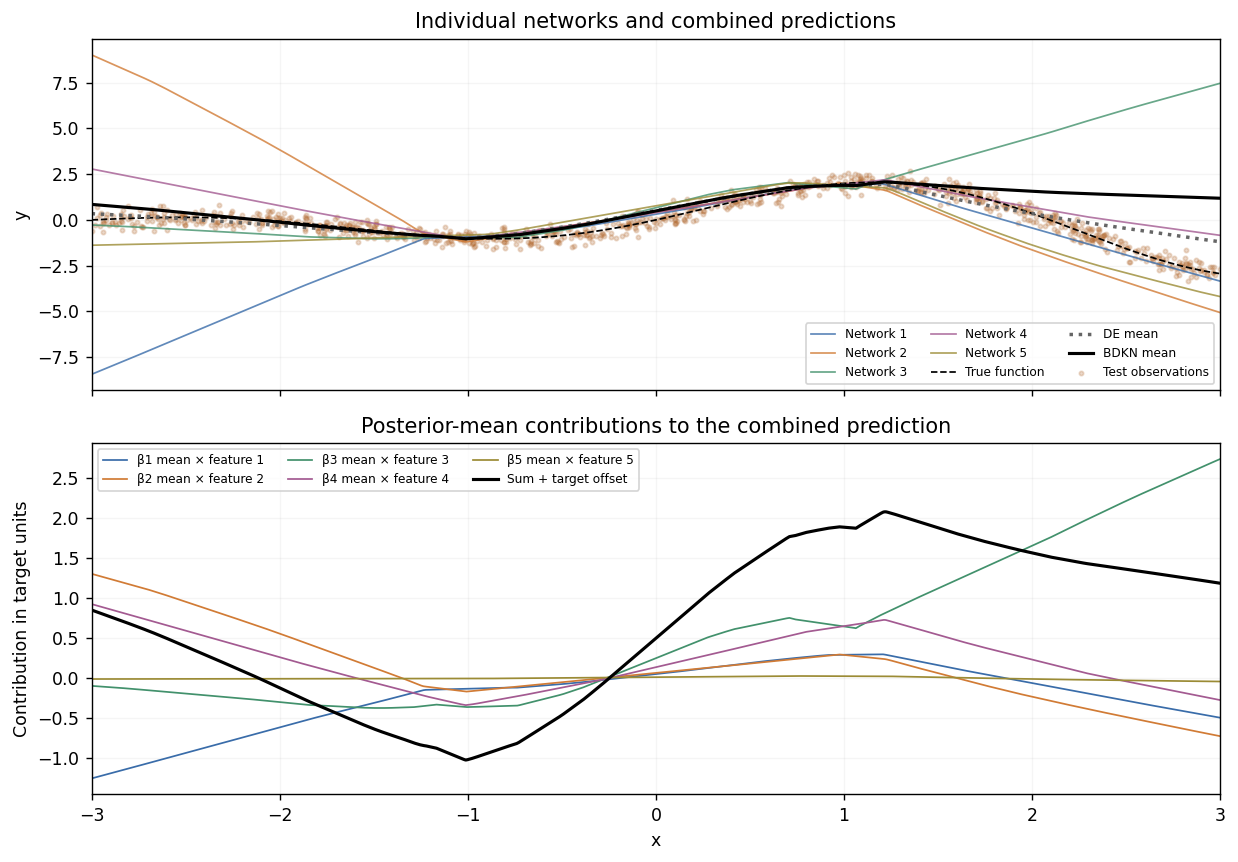 Individual networks and combined predictions
y
7.5
5.0
2.5
0.0
−2.5
−5.0
−7.5
Network 1
Network 2
Network 3
Network 4
Network 5
True function
DE mean
BDKN mean
Test observations
Posterior-mean contributions to the combined prediction
Contribution in target units
2.5
2.0
1.5
1.0
0.5
0.0
−0.5
−1.0
β1 mean × feature 1
β2 mean × feature 2
β3 mean × feature 3
β4 mean × feature 4
β5 mean × feature 5
Sum + target offset
−3 −2 −1 0 1 2 3
x